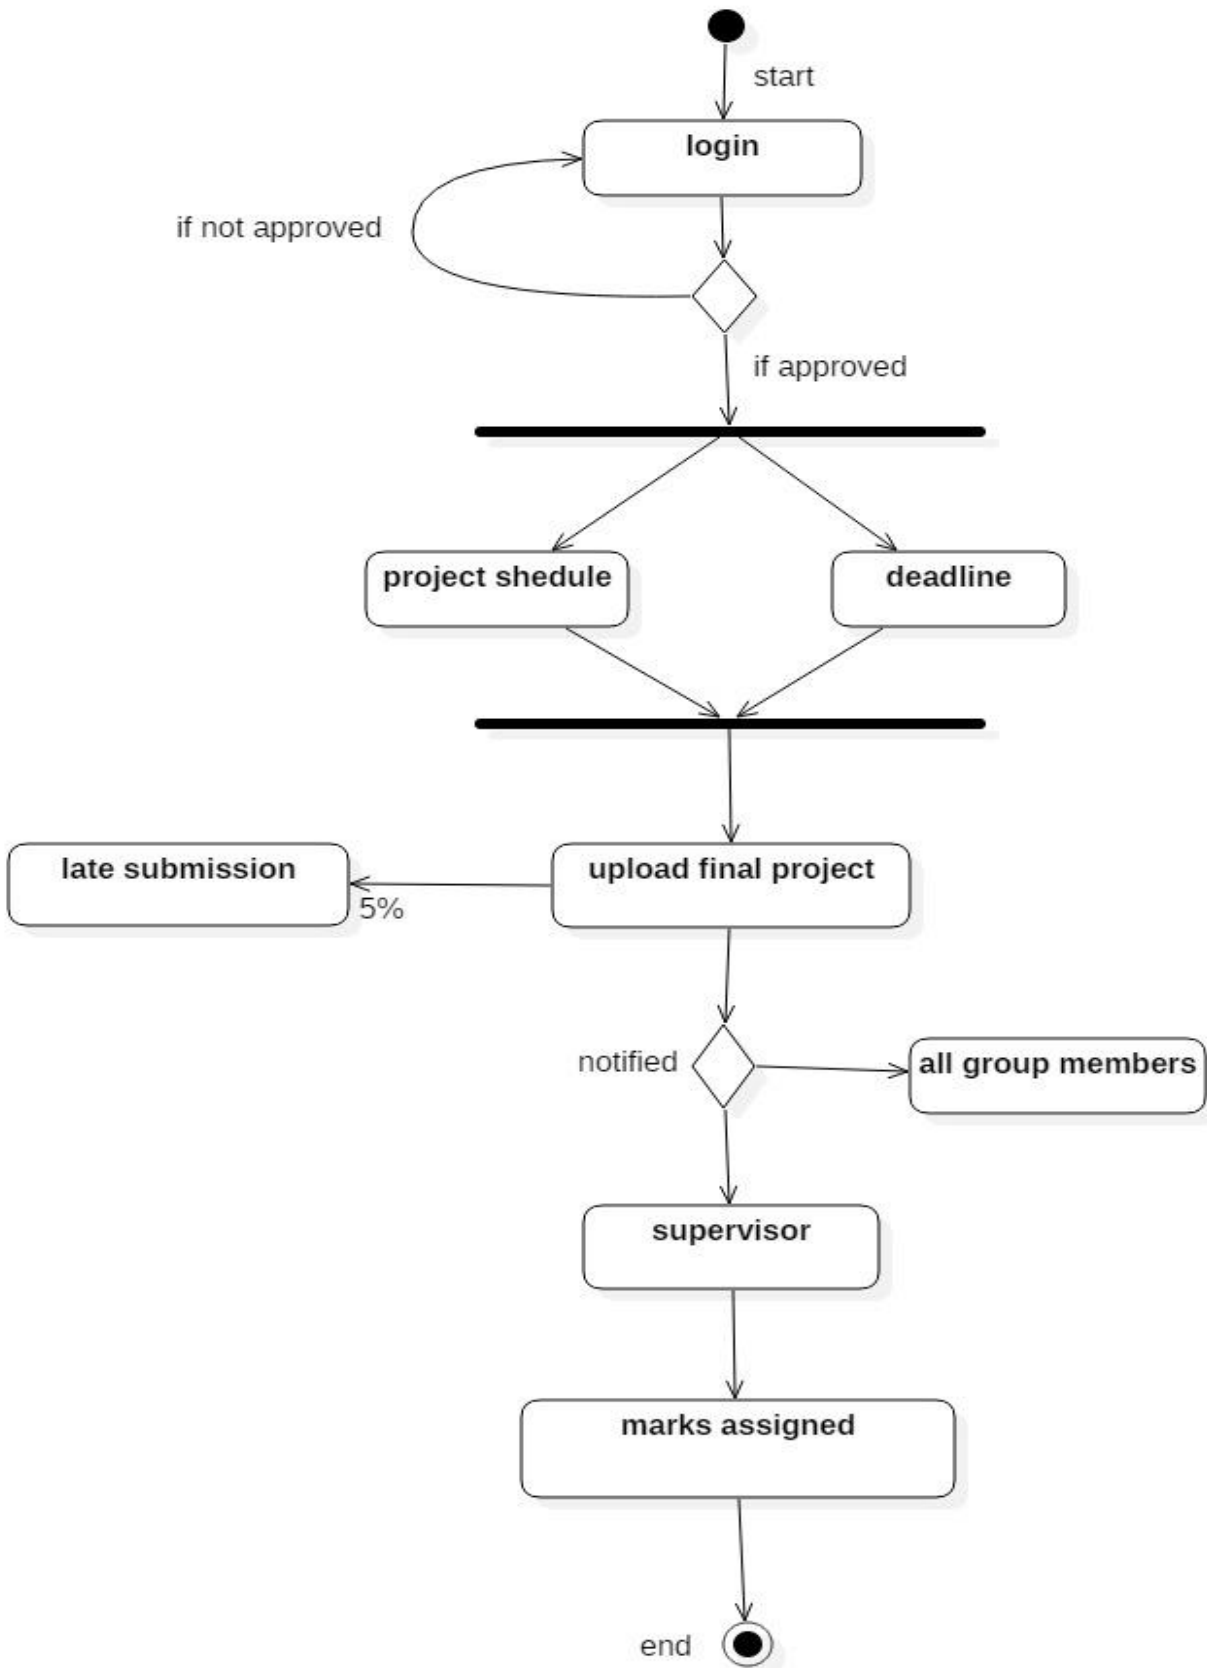 start
login
if not approved
if approved
project shedule
deadline
late submission
upload final project
5%
notified
all group members
supervisor
marks assigned
end